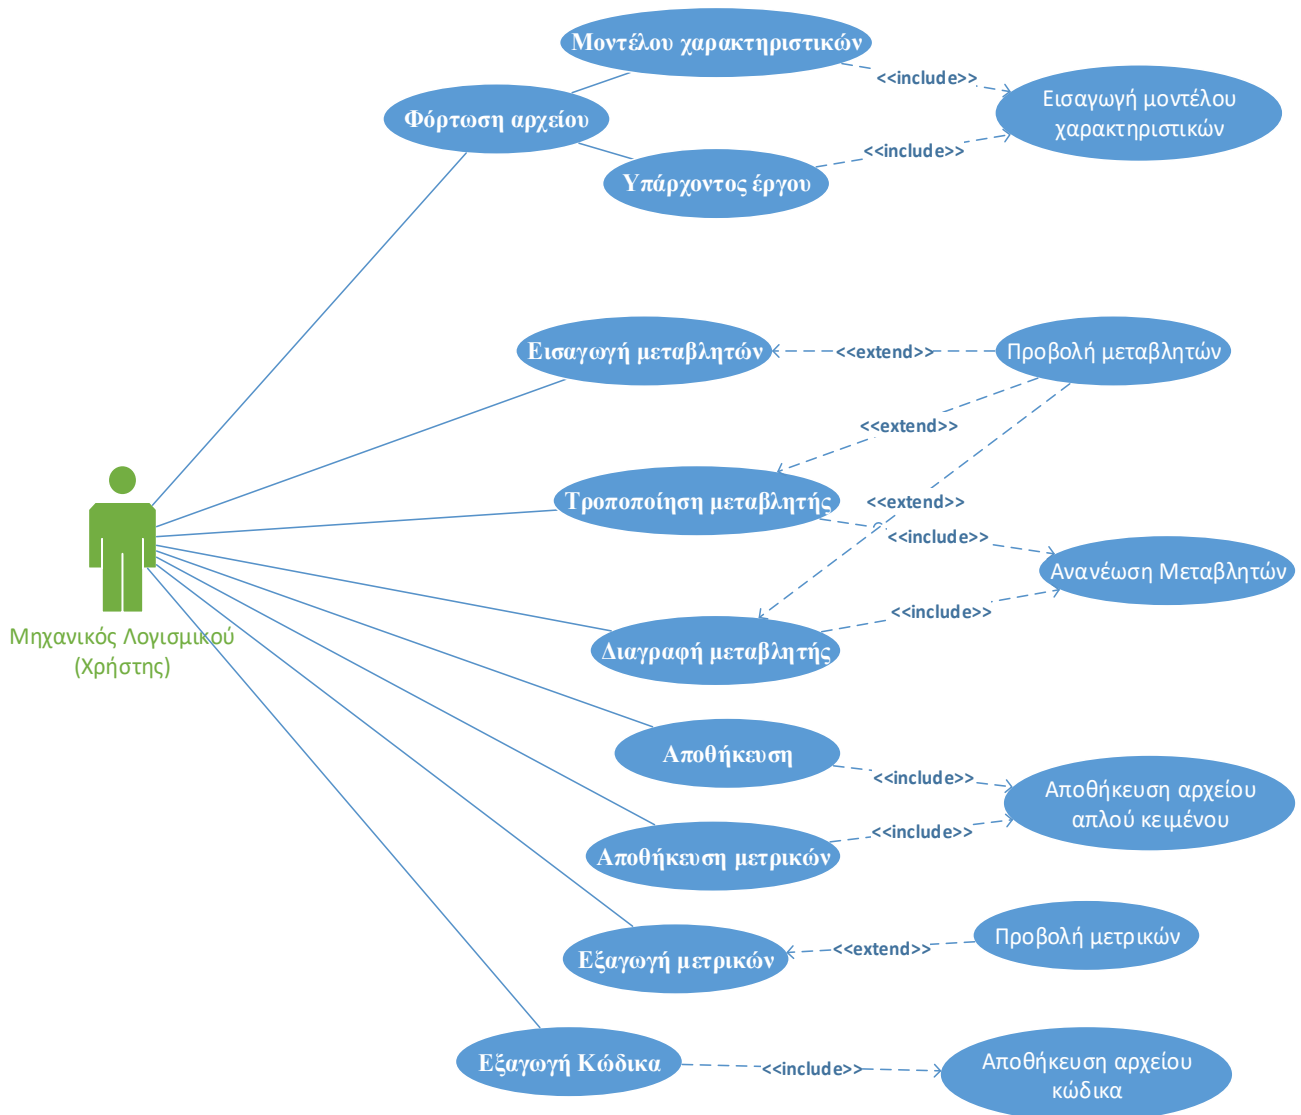 Μοντέλου χαρακτηριστικών
<<include>>
Εισαγωγή μοντέλου
χαρακτηριστικών
Φόρτωση αρχείου
<<include>>
Υπάρχοντος έργου
Εισαγωγή μεταβλητών
<<extend>>
Προβολή μεταβλητών
<<extend>>
Τροποποίηση μεταβλητής
<<extend>>
<<include>>
Ανανέωση Μεταβλητών
<<include>>
Μηχανικός Λογισμικού
(Χρήστης)
Διαγραφή μεταβλητής
Αποθήκευση
<<include>>
Αποθήκευση αρχείου
απλού κειμένου
<<include>>
Αποθήκευση μετρικών
Προβολή μετρικών
<<extend>>
Εξαγωγή μετρικών
Εξαγωγή Κώδικα
<<include>>
Αποθήκευση αρχείου
κώδικα